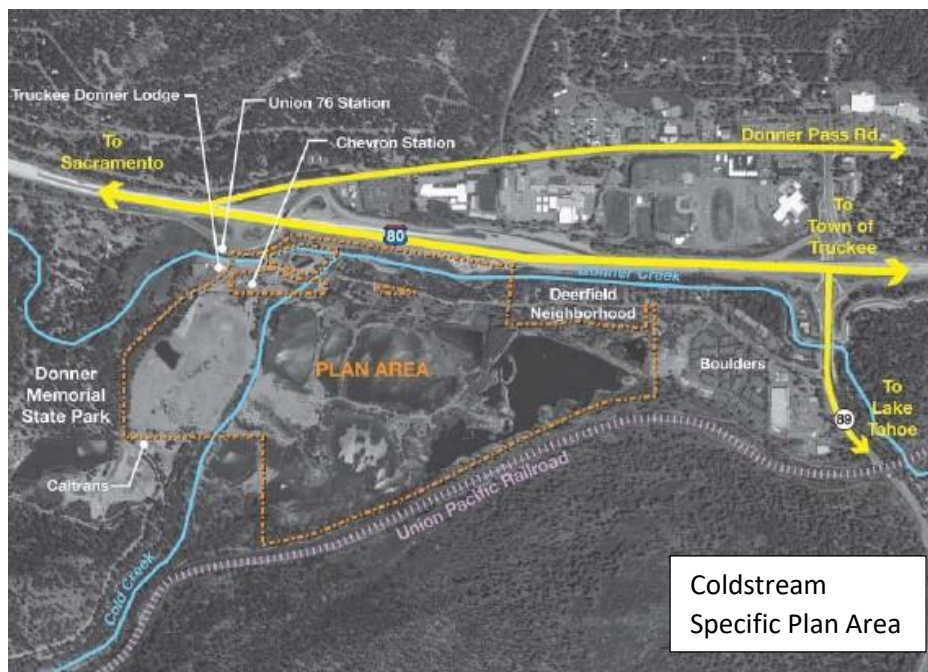 Truckee Donner Lodge
Union 76 Station
Chevron Station
To
Sacramento
Donner Pass Rd.
To
Town of
Truckee
80
Donner Creek
Deerfield
Neighborhood
PLAN AREA
Boulders
Donner
Memorial
State Park
To
Lake
Tahoe
89
Caltrans
Union Pacific Railroad
Cold Creek
Coldstream
Specific Plan Area